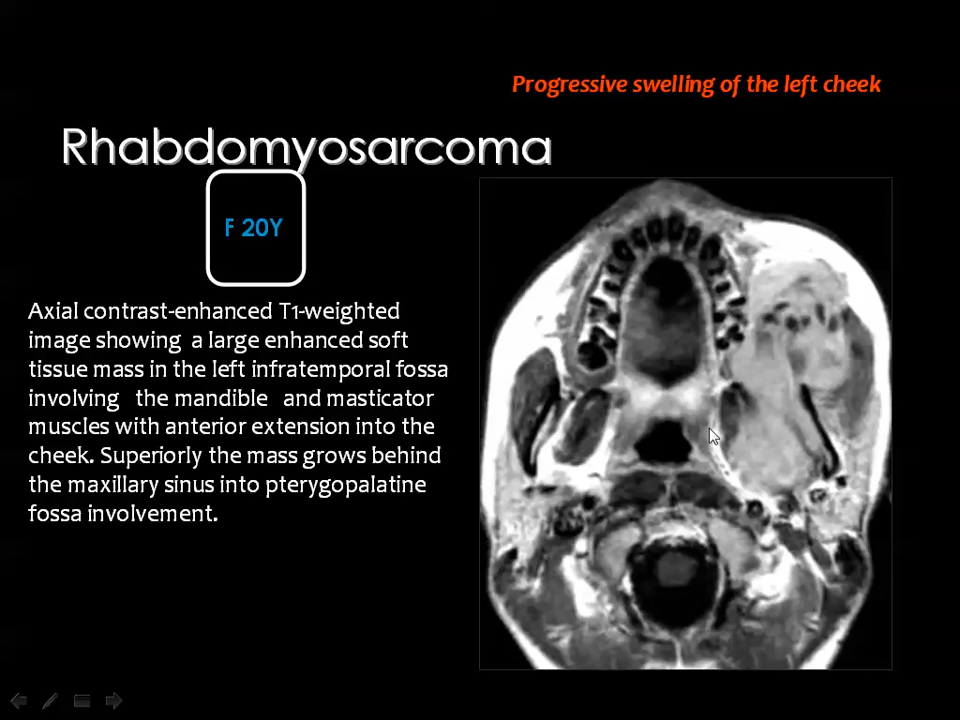 Progressive swelling of the left cheek
Rhabdomyosarcoma
F 20Y
Axial contrast-enhanced T1-weighted
image showing a large enhanced soft
tissue mass in the left infratemporal fossa
involving the mandible and masticator
muscles with anterior extension into the
cheek. Superiorly the mass grows behind
the maxillary sinus into pterygopalatine
fossa involvement.